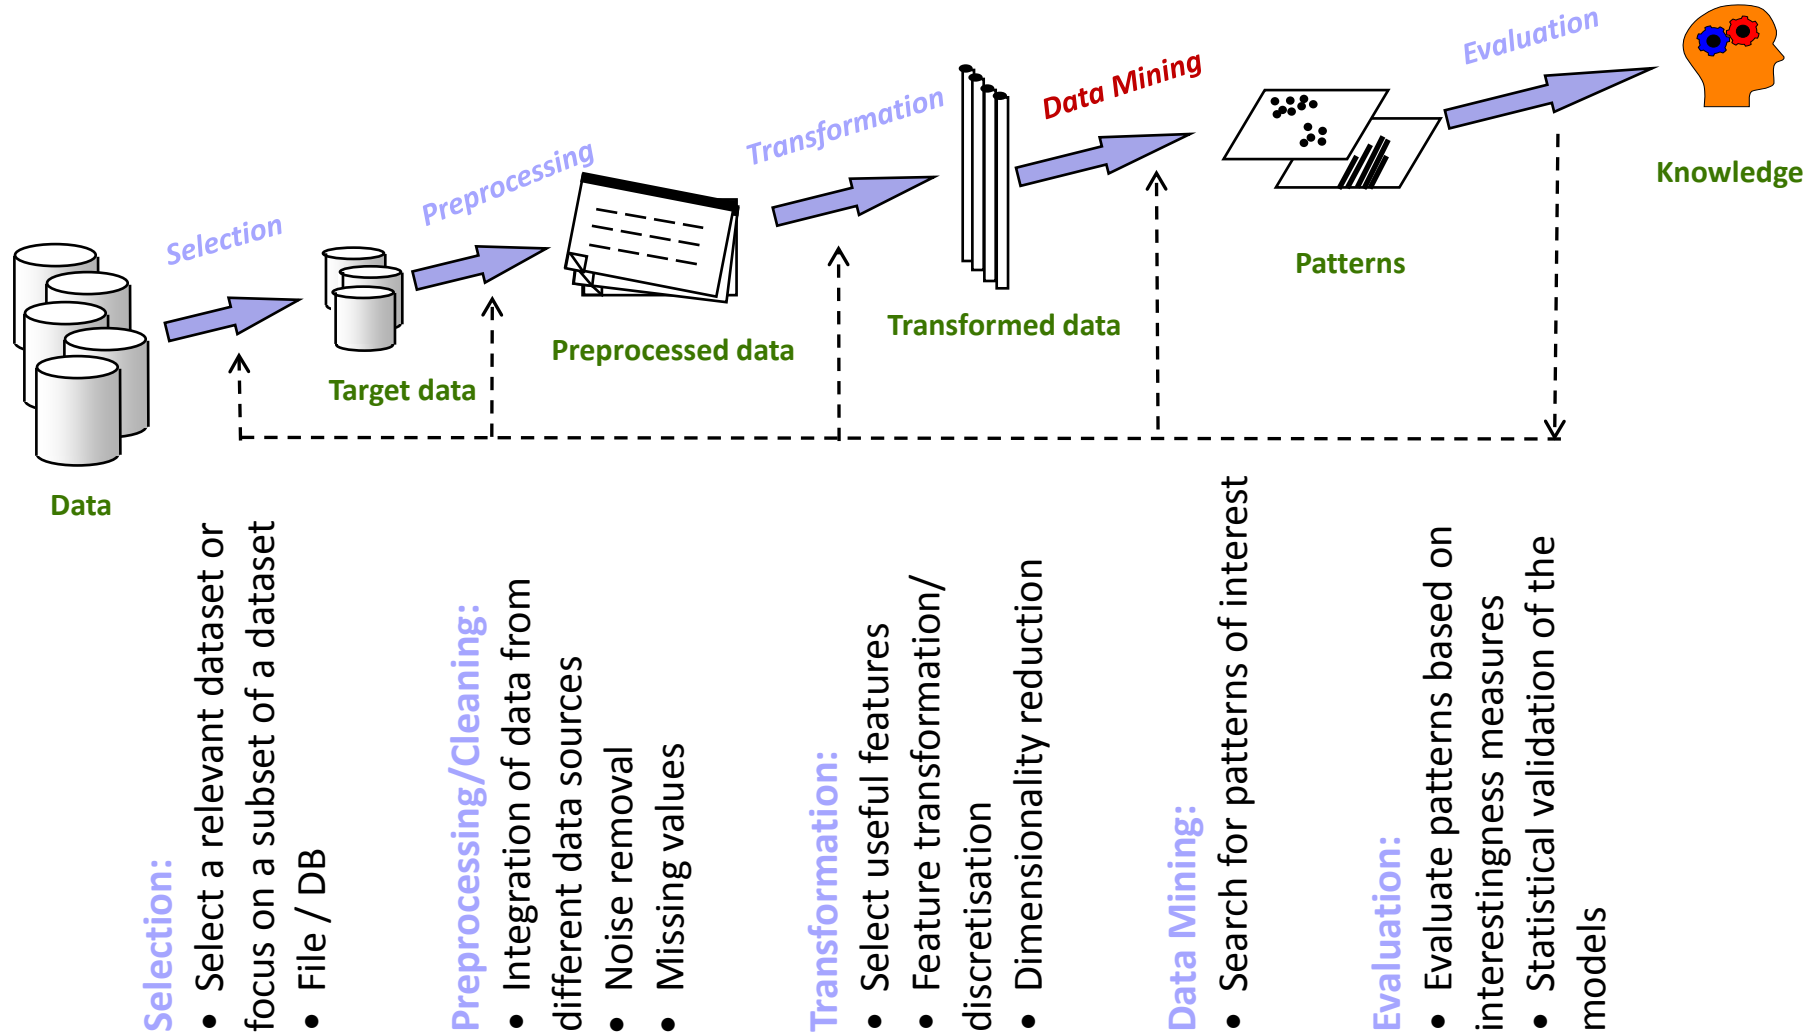 Selection
Preprocessing
Transformation
Data Mining
Evaluation
Data
Target data
Preprocessed data
Transformed data
Patterns
Knowledge
Selection:
• Select a relevant dataset or
focus on a subset of a dataset
• File / DB
Preprocessing/Cleaning:
• Integration of data from
different data sources
• Noise removal
• Missing values
Transformation:
• Select useful features
• Feature transformation/
discretisation
• Dimensionality reduction
Data Mining:
• Search for patterns of interest
Evaluation:
• Evaluate patterns based on
interestingness measures
• Statistical validation of the
models